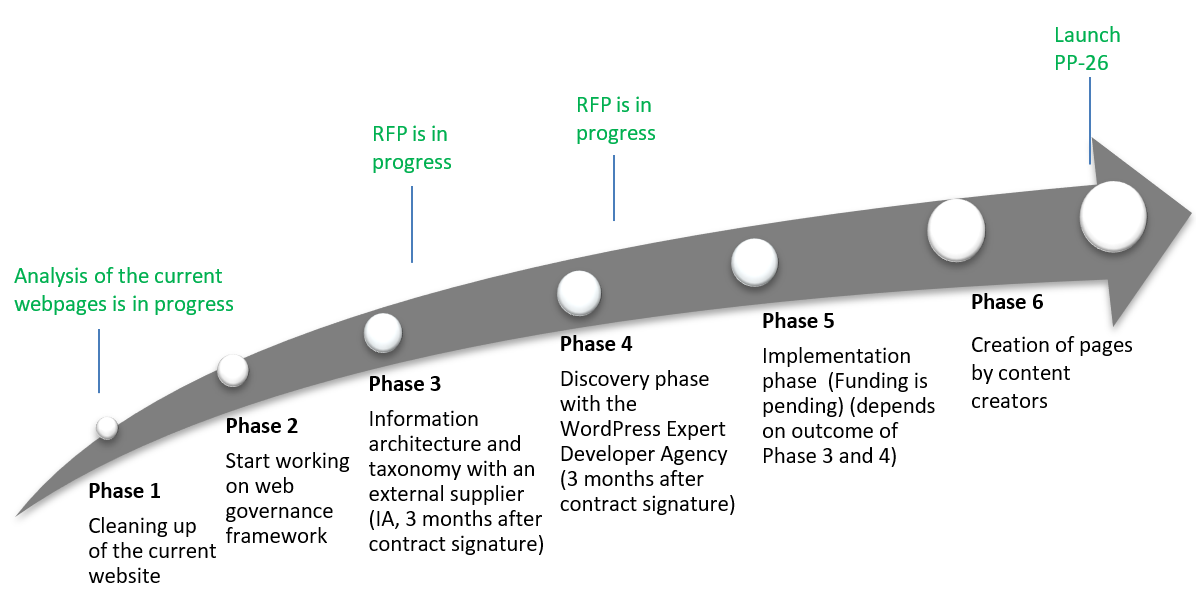 Launch
PP-26
RFP is in
progress
RFP is in
progress
Analysis of the current
webpages is in progress
Phase 1
Cleaning up
of the current
website
Phase 2
Start working
on web
governance
framework
Phase 3
Information
architecture and
taxonomy with an
external supplier
(IA, 3 months after
contract signature)
Phase 4
Discovery phase
with the
WordPress Expert
Developer Agency
(3 months after
contract signature)
Phase 5
Implementation
phase  (Funding is
pending) (depends
on outcome of
Phase 3 and 4)
Phase 6
Creation of pages
by content
creators